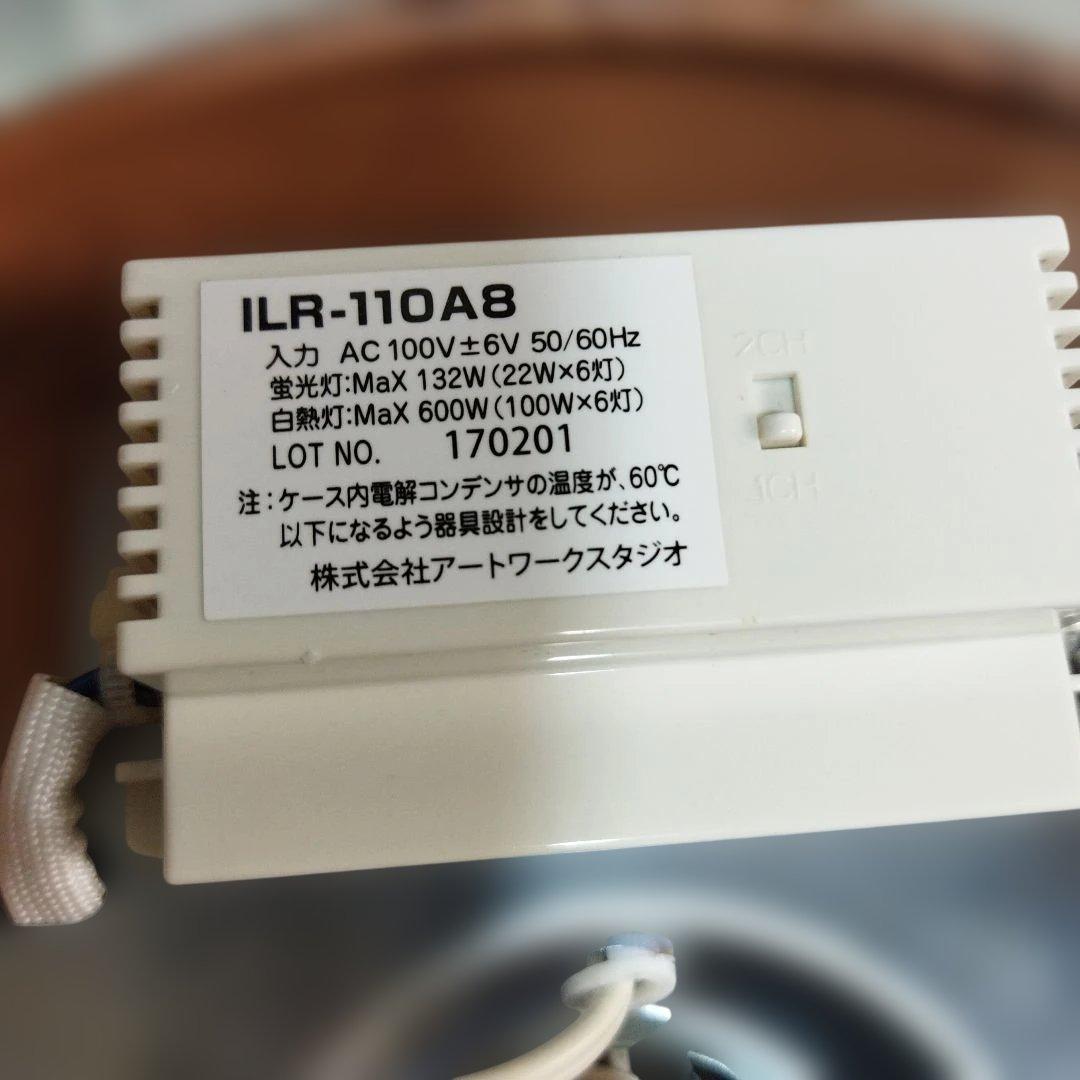 ILR-110A8
入力 AC 100V±6V 50/60Hz
蛍光灯:MaX 132W(22W×6灯)
白熱灯:MaX 600W(100W×6灯)
LOT NO. 170201
注:ケース内電解コンデンサの温度が、60℃
以下になるよう器具設計をしてください。
株式会社アートワークスタジオ
2CH
1CH